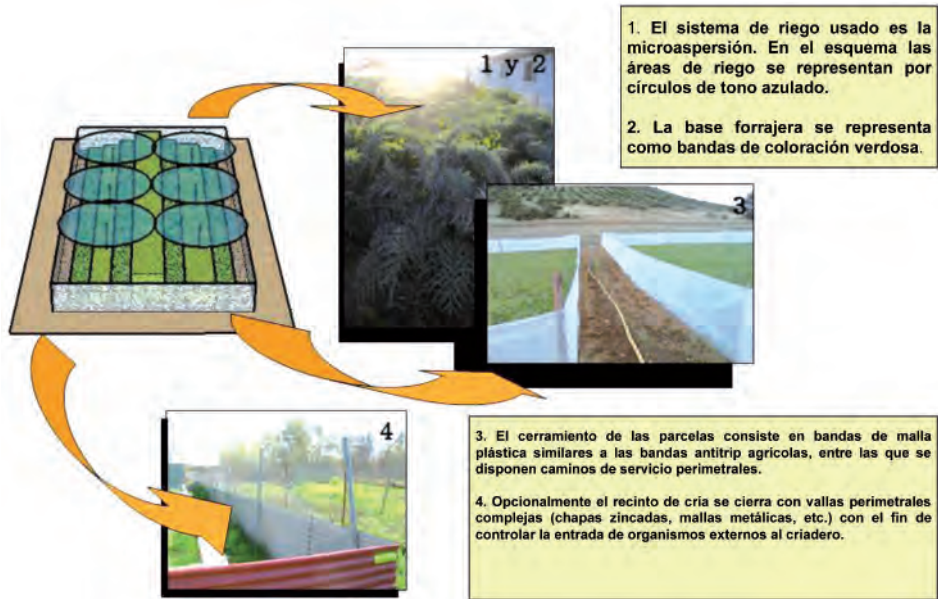 1. El sistema de riego usado es la
microaspersión. En el esquema las
áreas de riego se representan por
círculos de tono azulado.
2. La base forrajera se representa
como bandas de coloración verdosa.
1 y 2
3
4
3. El cerramiento de las parcelas consiste en bandas de malla
plástica similares a las bandas antitrip agrícolas, entre las que se
disponen caminos de servicio perimetrales.
4. Opcionalmente el recinto de cria se cierra con vallas perimetrales
complejas (chapas zincadas, mallas metálicas, etc.) con el fin de
controlar la entrada de organismos externos al criadero.